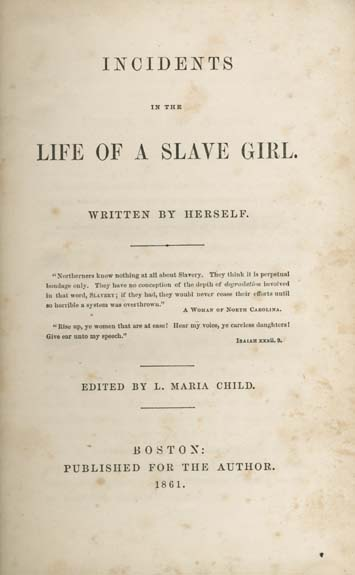 INCIDENTS
IN THE
LIFE OF A SLAVE GIRL.
WRITTEN BY HERSELF.
"Northerners know nothing at all about Slavery. They think it is perpetual
bondage only. They have no conception of the depth of degradation involved
in that word, SLAVERY; if they had, they would never cease their efforts until
so horrible a system was overthrown."
A WOMAN OF NORTH CAROLINA.
"Rise up, ye women that are at ease! Hear my voice, ye careless daughters!
Give ear unto my speech."
ISAIAH xxxii. 9.
EDITED BY L. MARIA CHILD.
BOSTON:
PUBLISHED FOR THE AUTHOR.
1861.